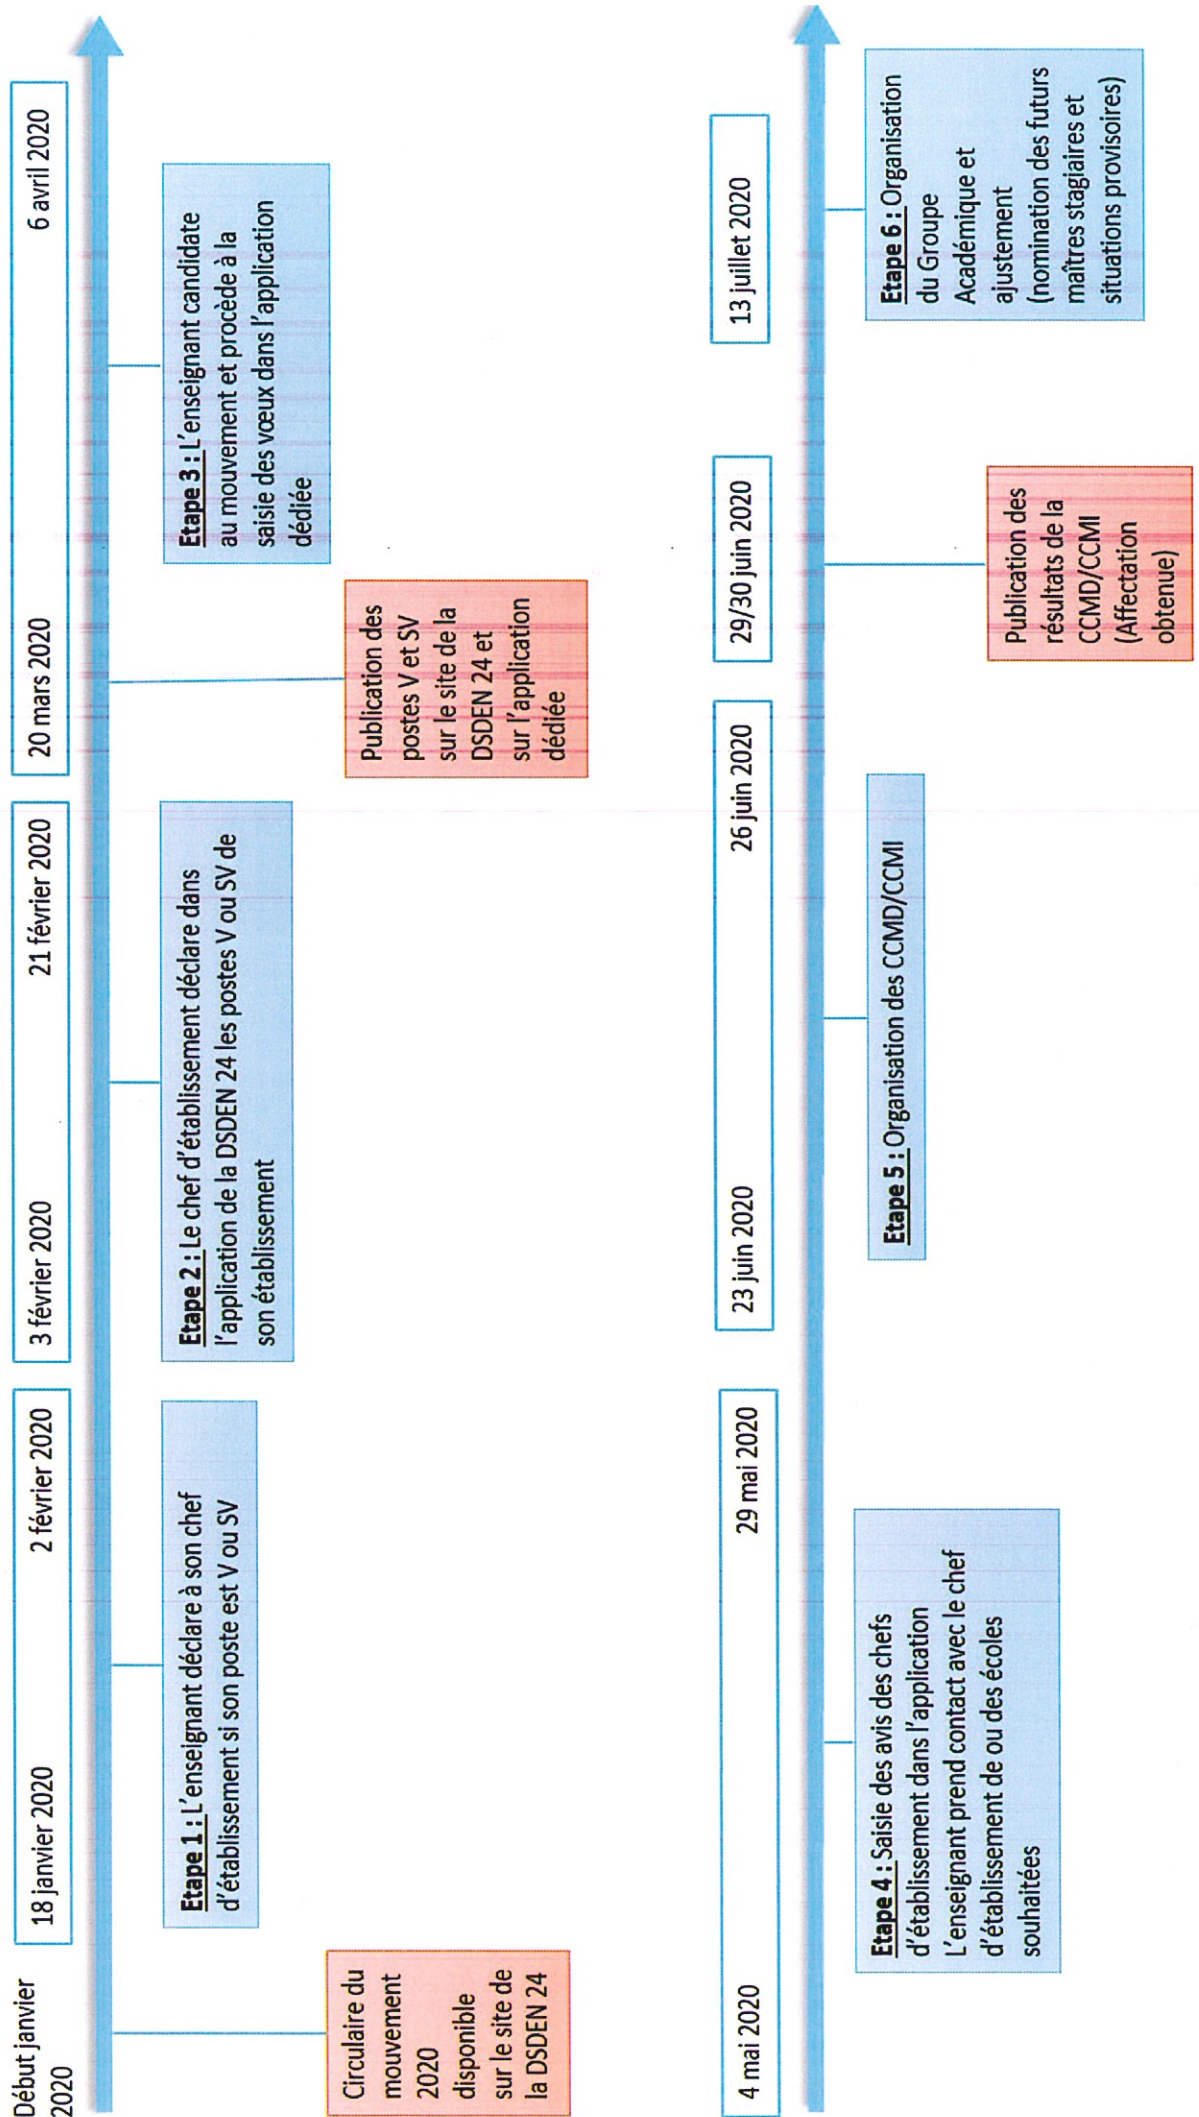 Début janvier
2020
18 janvier 2020
2 février 2020
3 février 2020
21 février 2020
20 mars 2020
6 avril 2020
Circulaire du
mouvement
2020
disponible
sur le site de
la DSDEN 24
Etape 1 : L'enseignant déclare à son chef
d'établissement si son poste est V ou SV
Etape 2 : Le chef d'établissement déclare dans
l'application de la DSDEN 24 les postes V ou SV de
son établissement
Publication des
postes V et SV
sur le site de la
DSDEN 24 et
sur l'application
dédiée
Etape 3 : L'enseignant candidate
au mouvement et procède à la
saisie des vœux dans l'application
dédiée
4 mai 2020
29 mai 2020
23 juin 2020
26 juin 2020
29/30 juin 2020
13 juillet 2020
Etape 4 : Saisie des avis des chefs
d'établissement dans l'application
L'enseignant prend contact avec le chef
d'établissement de ou des écoles
souhaitées
Etape 5 : Organisation des CCMD/CCMI
Publication des
résultats de la
CCMD/CCMI
(Affectation
obtenue)
Etape 6 : Organisation
du Groupe
Académique et
ajustement
(nomination des futurs
maîtres stagiaires et
situations provisoires)